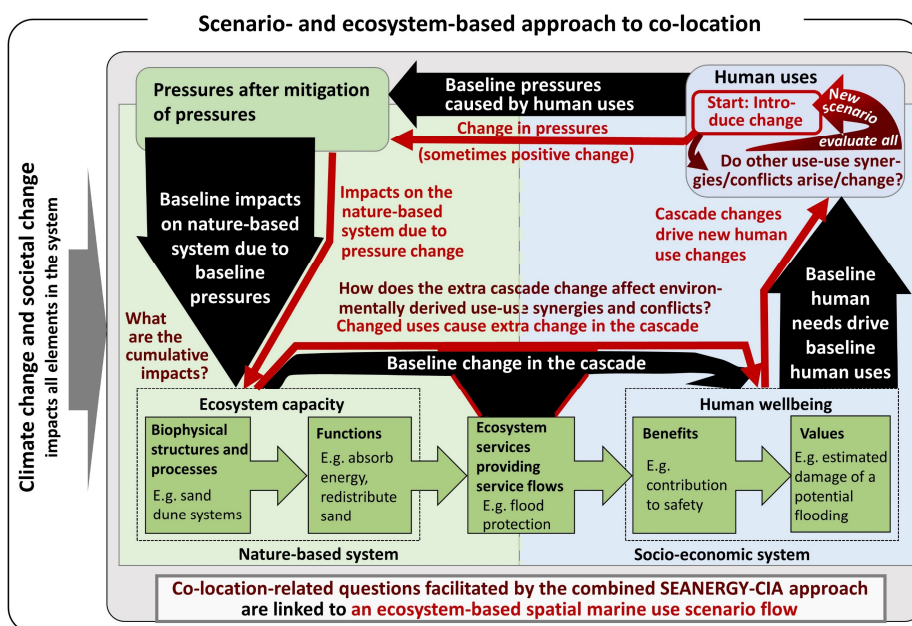 Scenario- and ecosystem-based approach to co-location
Climate change and societal change
impacts all elements in the system
Pressures after mitigation
of pressures
Baseline pressures
caused by human uses
Change in pressures
(sometimes positive change)
Human uses
Start: Intro-
duce change
New
scenario
evaluate all
Do other use-use syner-
gies/conflicts arise/change?
Baseline impacts
on nature-based
system due to
baseline
pressures
Impacts on the
nature-based
system due to
pressure change
Cascade changes
drive new human
use changes
Baseline
human
needs drive
baseline
human uses
How does the extra cascade change affect environ-
mentally derived use-use synergies and conflicts?
Changed uses cause extra change in the cascade
What
are the
cumulative
impacts?
Baseline change in the cascade
Ecosystem capacity
Biophysical
structures and
processes
E.g. sand
dune systems
Functions
E.g. absorb
energy,
redistribute
sand
Ecosystem
services
providing
service flows
E.g. flood
protection
Human wellbeing
Benefits
E.g.
contribution
to safety
Values
E.g. estimated
damage of a
potential
flooding
Nature-based system
Socio-economic system
Co-location-related questions facilitated by the combined SEANERGY-CIA approach
are linked to an ecosystem-based spatial marine use scenario flow